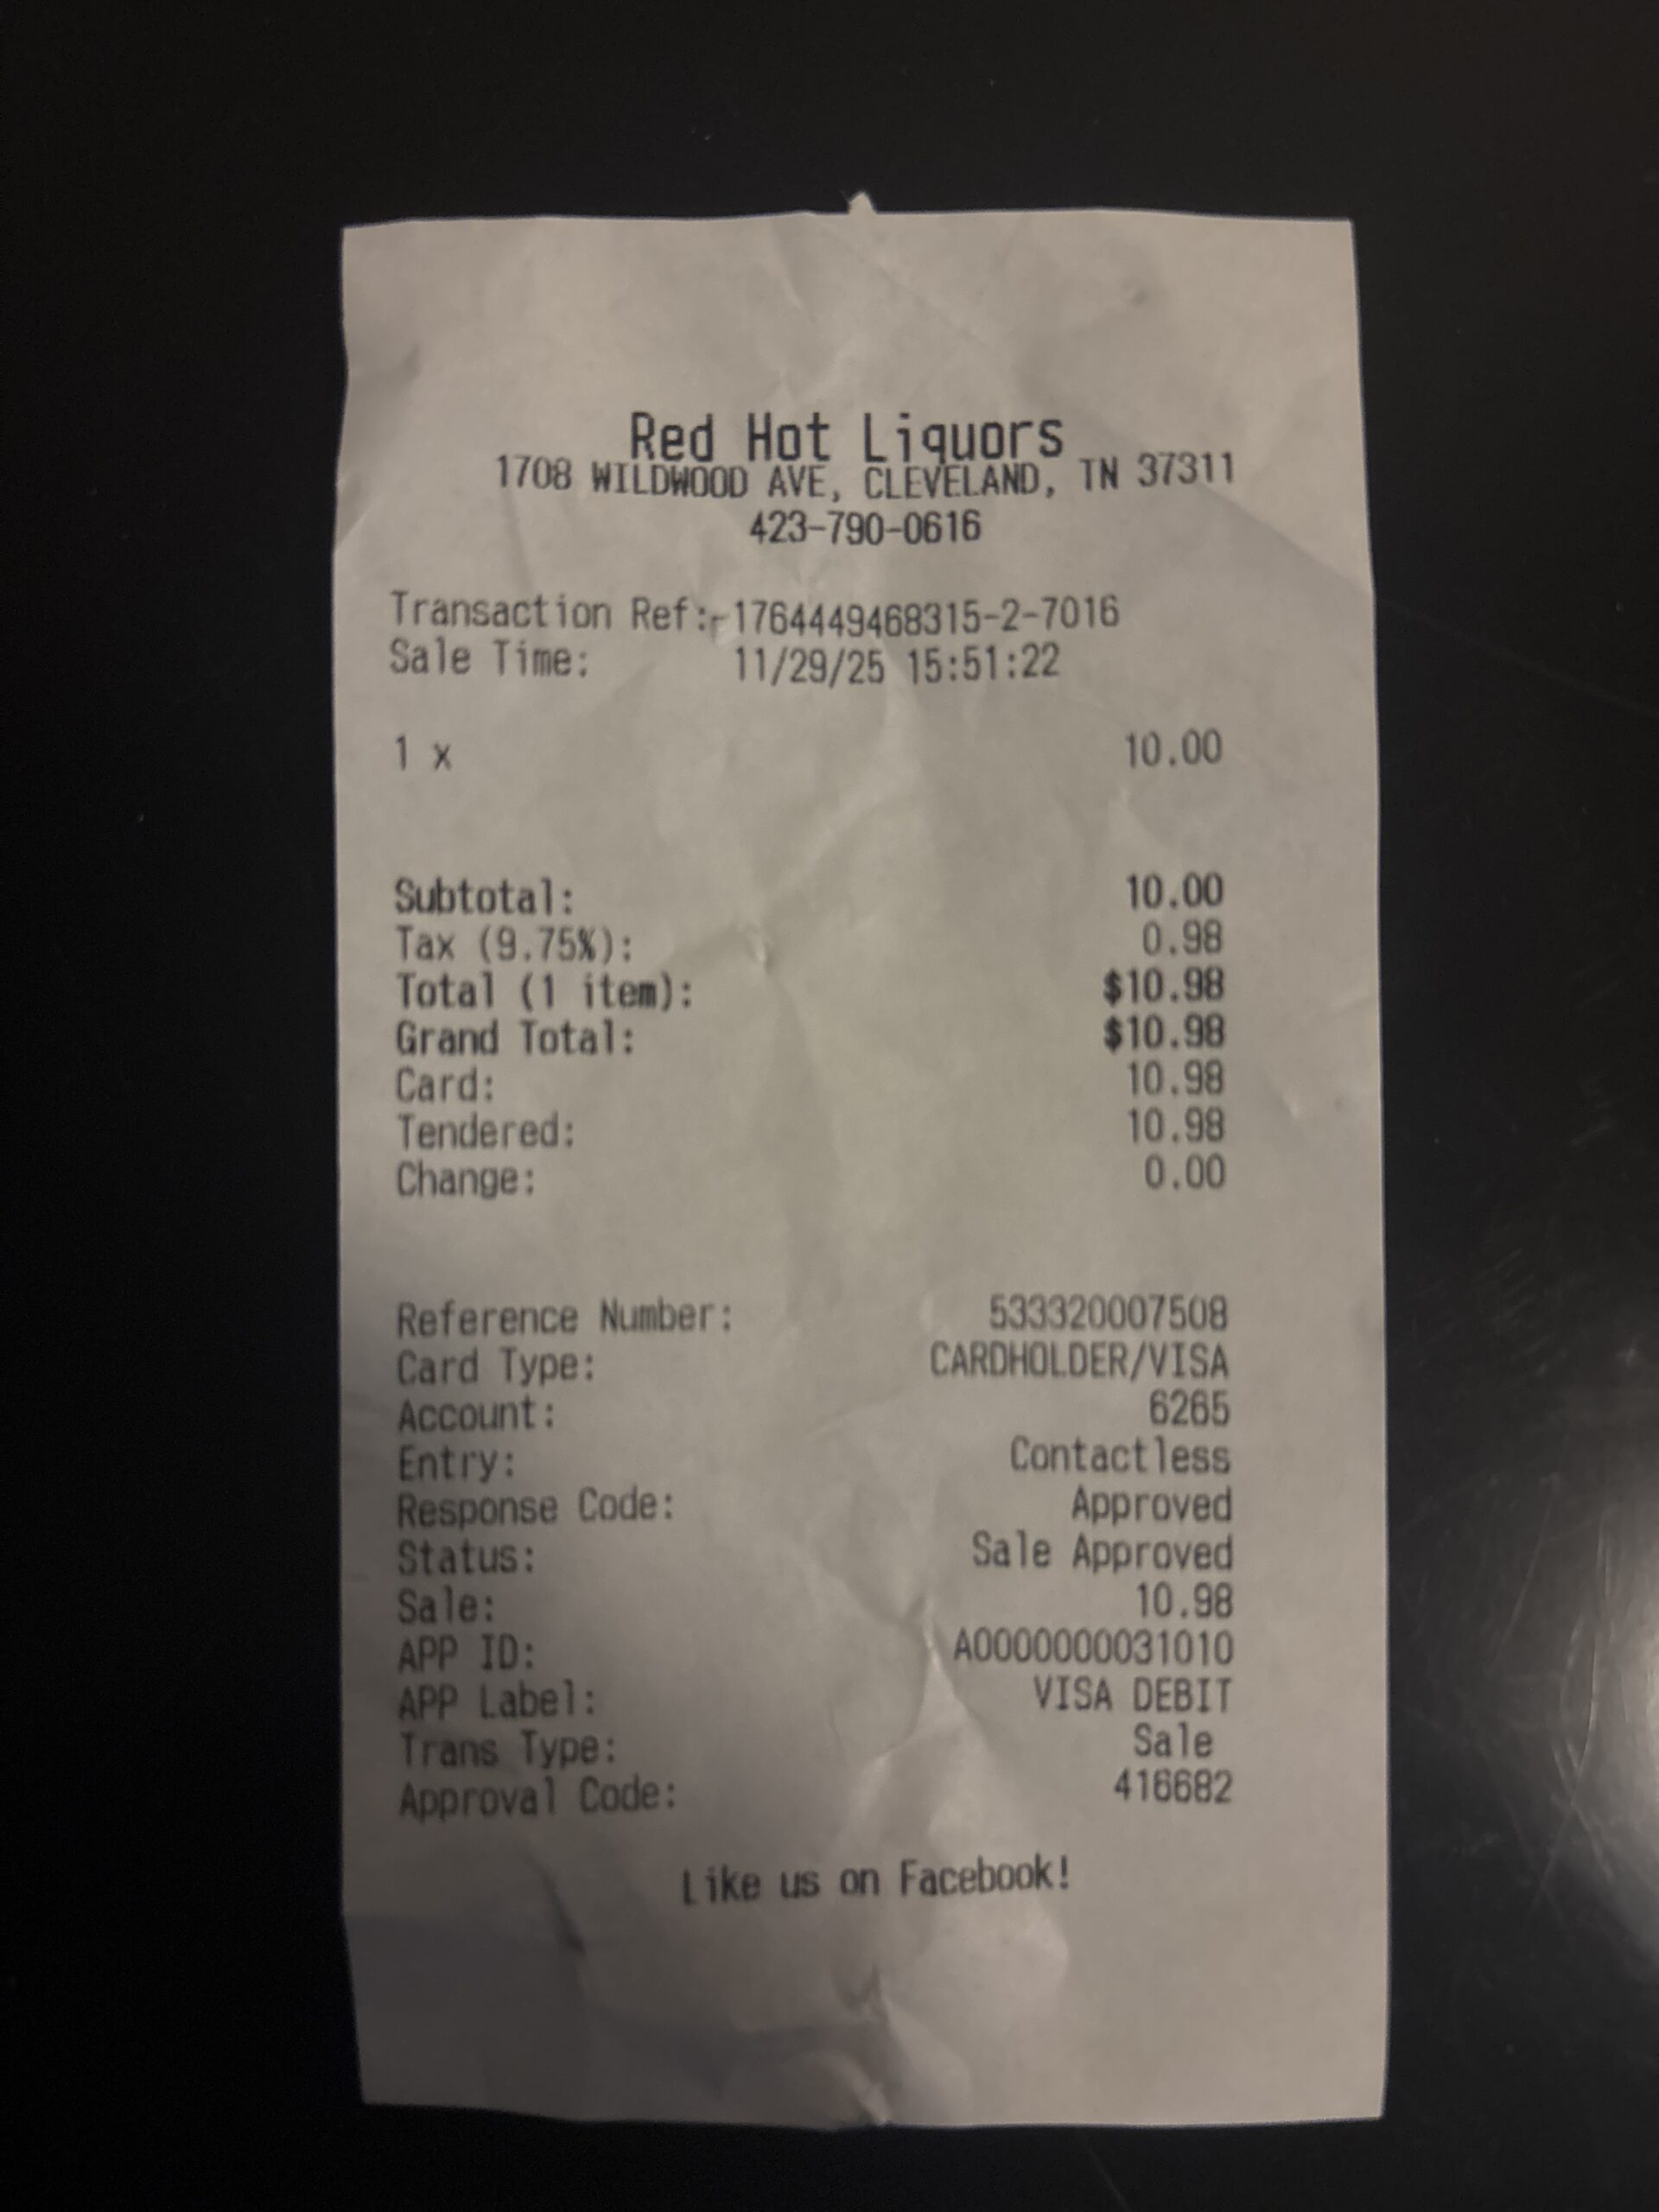 Red Hot Liquors
1708 WILDWOOD AVE, CLEVELAND, TN 37311
423-790-0616
Transaction Ref: 1764449468315-2-7016
Sale Time: 11/29/25 15:51:22
1 x 10.00
Subtotal: 10.00
Tax (9.75%): 0.98
Total (1 item): $10.98
Grand Total: $10.98
Card: 10.98
Tendered: 10.98
Change: 0.00
Reference Number: 533320007508
Card Type: CARDHOLDER/VISA
Account: 6265
Entry: Contactless
Response Code: Approved
Status: Sale Approved
Sale: 10.98
APP ID: A0000000031010
APP Label: VISA DEBIT
Trans Type: Sale
Approval Code: 416682
Like us on Facebook!